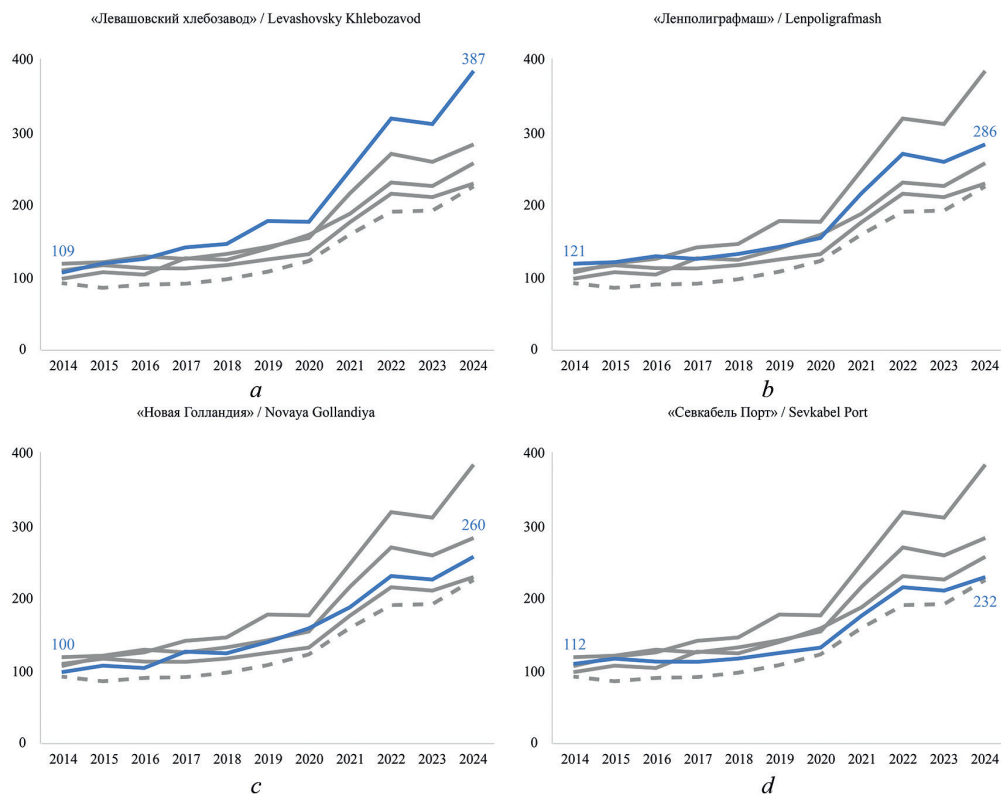 «Левашовский хлебозавод» / Levashovsky Khlebozavod
400
387
300
200
109
100
0
2014 2015 2016 2017 2018 2019 2020 2021 2022 2023 2024
a
«Ленполиграфмаш» / Lenpoligrafmash
400
300
286
200
121
100
0
2014 2015 2016 2017 2018 2019 2020 2021 2022 2023 2024
b
«Новая Голландия» / Novaya Gollandiya
400
300
260
200
100
100
0
2014 2015 2016 2017 2018 2019 2020 2021 2022 2023 2024
c
«Севкабель Порт» / Sevkabel Port
400
300
200
232
112
100
0
2014 2015 2016 2017 2018 2019 2020 2021 2022 2023 2024
d